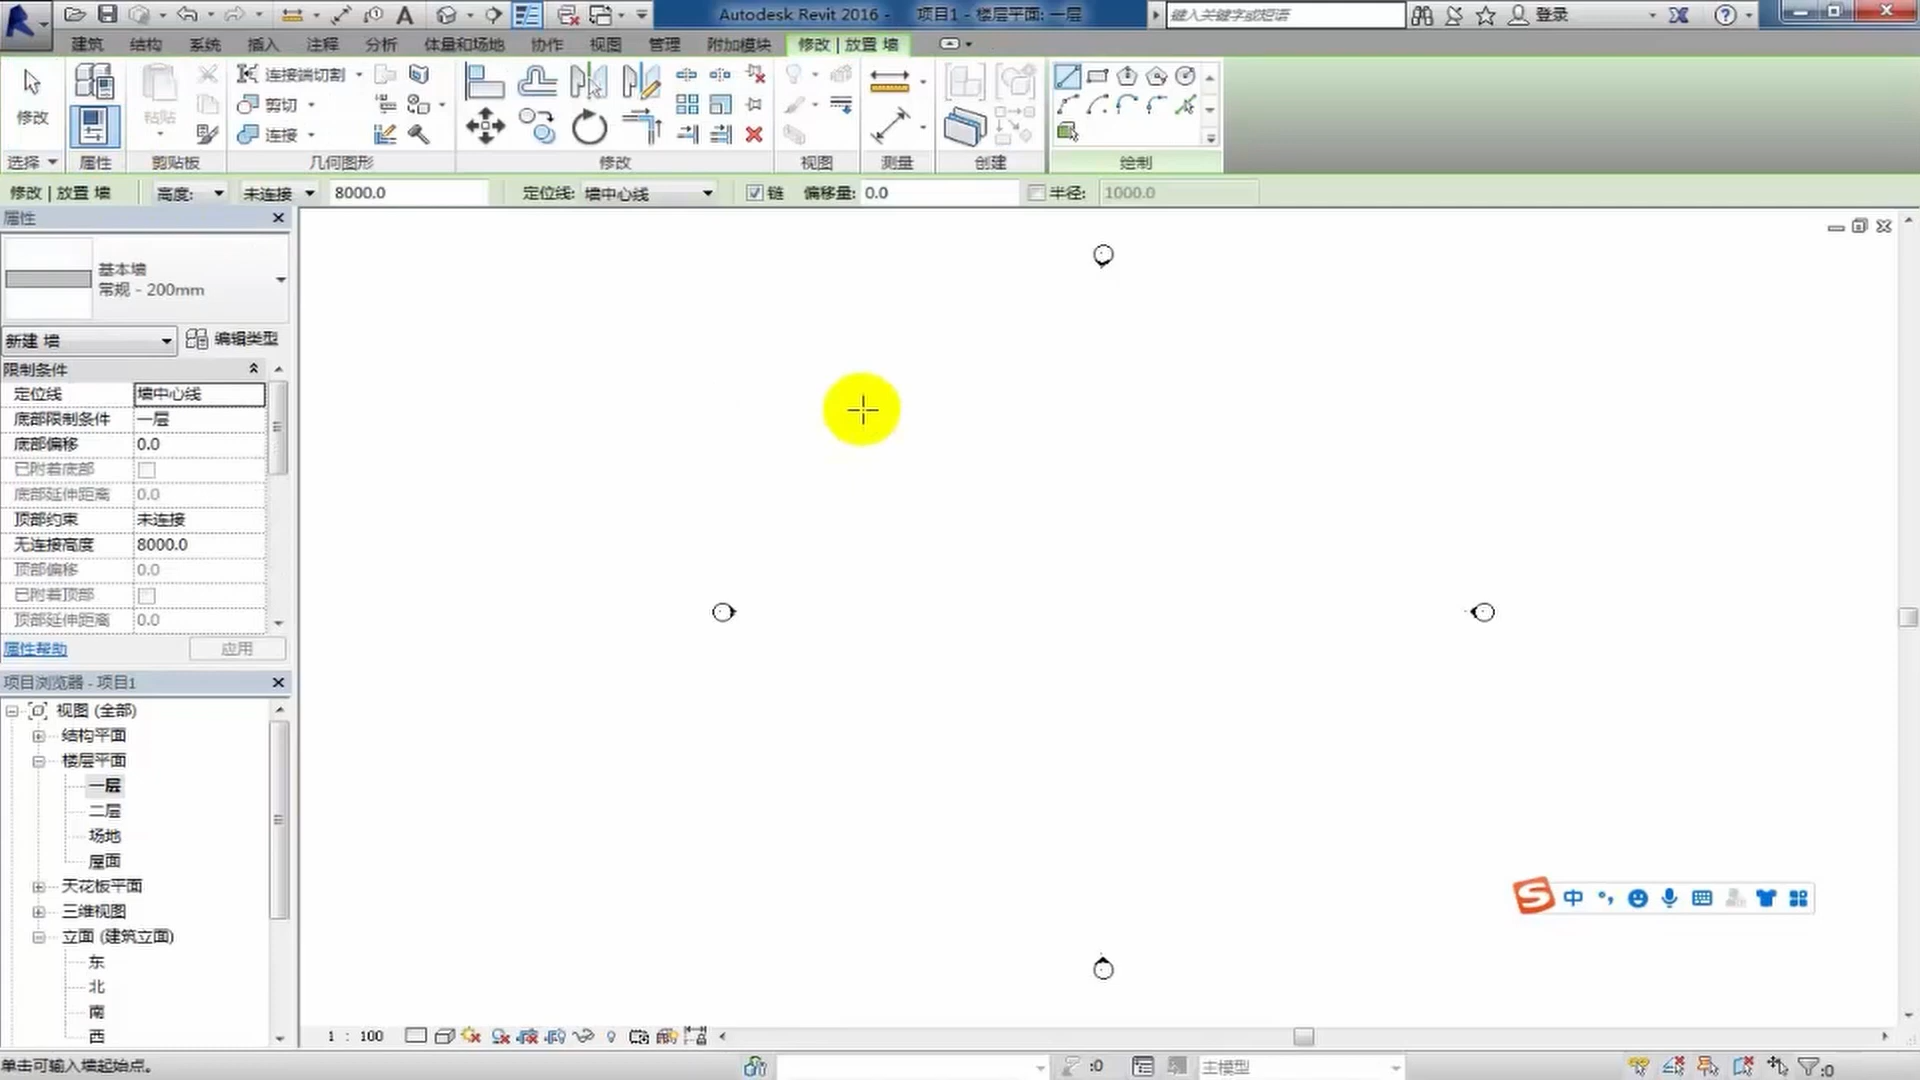 Autodesk Revit 2016 -    项目1 - 楼层平面: 一层
键入关键字或短语
登录
建筑 结构 系统 插入 注释 分析 体量和场地 协作 视图 管理 附加模块 修改 | 放置 墙
修改
粘贴
连接端切割
剪切
连接
选择 属性 剪贴板 几何图形 修改 视图 测量 创建 绘制
修改 | 放置 墙 高度: 未连接 8000.0 定位线: 墙中心线 链 偏移量: 0.0 半径: 1000.0
属性
基本墙
常规 - 200mm
新建 墙 编辑类型
限制条件
定位线 墙中心线
底部限制条件 一层
底部偏移 0.0
已附着底部
底部延伸距离 0.0
顶部约束 未连接
无连接高度 8000.0
顶部偏移 0.0
已附着顶部
顶部延伸距离 0.0
属性帮助 应用
项目浏览器 - 项目1
视图 (全部)
结构平面
楼层平面
一层
二层
场地
屋面
天花板平面
三维视图
立面 (建筑立面)
东
北
南
西
中
1 : 100
单击可输入墙起始点。
:0
主模型
:0